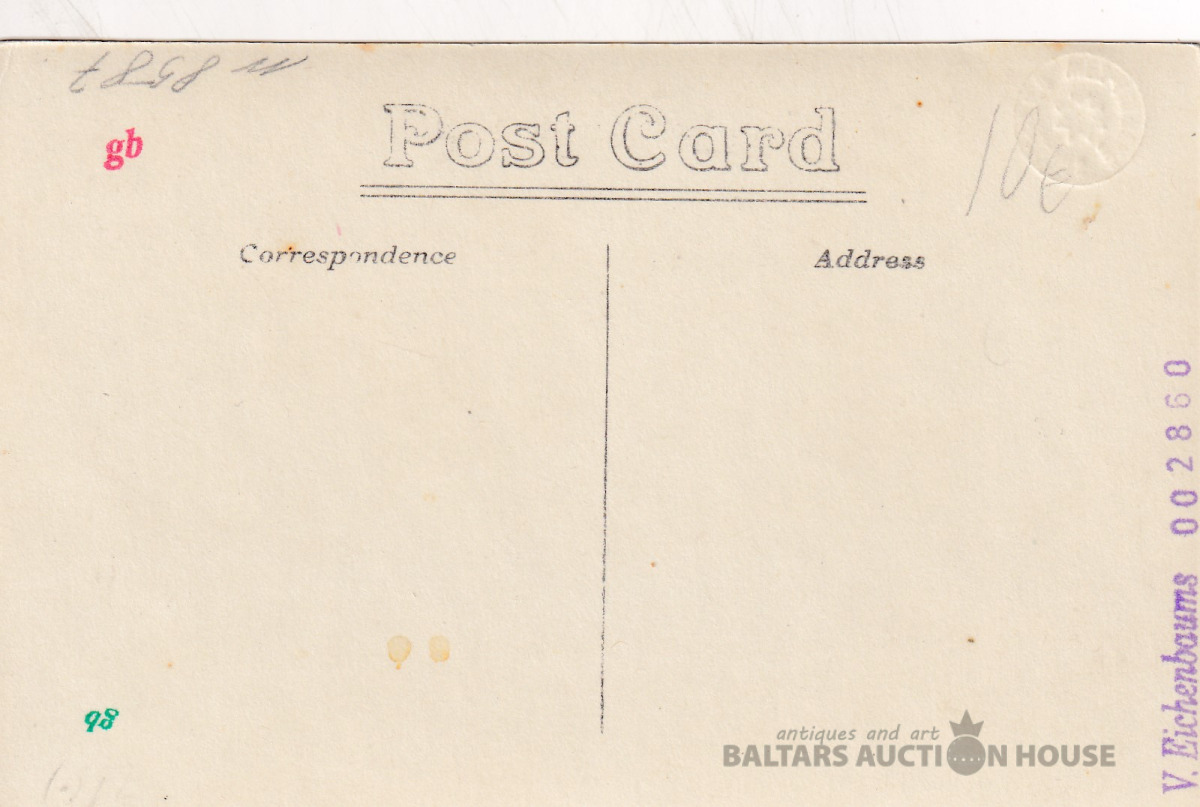 gb
Post Card
Correspondence
Address
V. Eichenbaums 002860
antiques and art
BALTARS AUCTION HOUSE